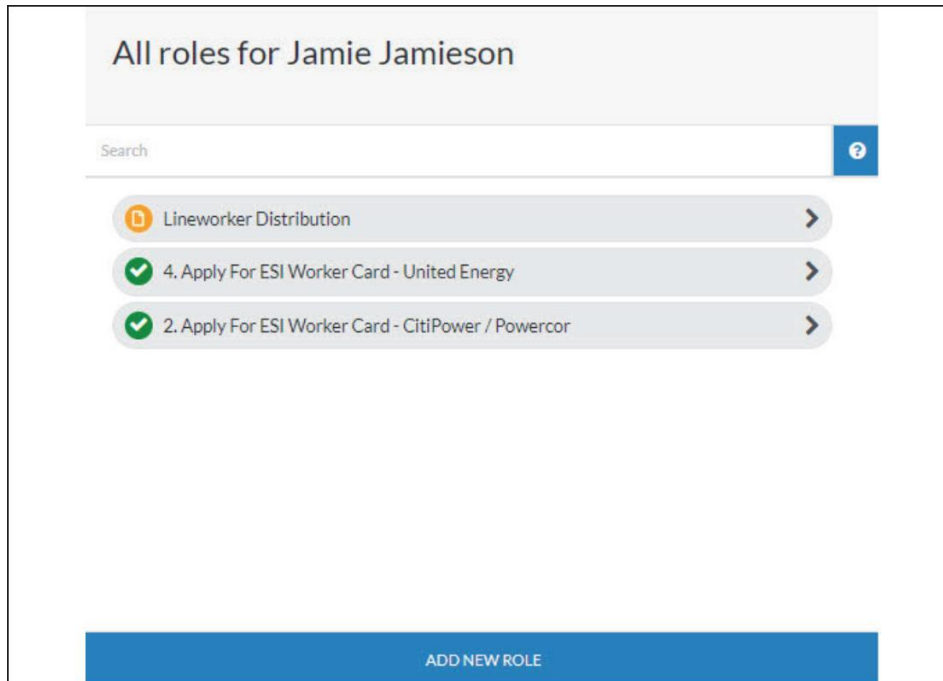 All roles for Jamie Jamieson
Search
Lineworker Distribution
4. Apply For ESI Worker Card - United Energy
2. Apply For ESI Worker Card - CitiPower / Powercor
ADD NEW ROLE